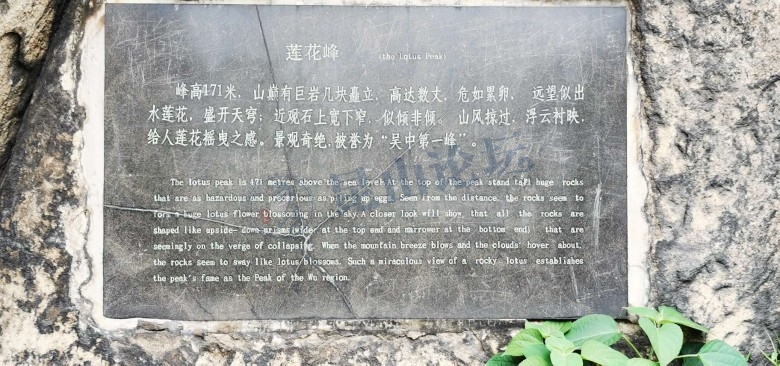 莲花峰 (the Lotus Peak)
峰高471米，山巅有巨岩几块矗立，高达数丈，危如累卵， 远望似出
水莲花，盛开天穹；近观石上宽下窄，似倾非倾。 山风掠过，浮云衬映，
给人莲花摇曳之感。景观奇绝，被誉为“吴中第一峰”。
The lotus peak is 471 metres above the sea level. At the top of the peak stand tall huge rocks
that are as hazardous and precarious as piling up eggs. Seen from the distance, the rocks seem to
form a huge lotus flower blossoming in the sky. A closer look will show that all the rocks are
shaped like upside- down prisms(wide at the top end and narrower at the bottom end) that are
seemingly on the verge of collapsing. When the mountain breeze blows and the clouds hover about,
the rocks seem to sway like lotus blossoms. Such a miraculous view of a rocky lotus establishes
the peak's fame as the Peak of the Wu region.
论坛